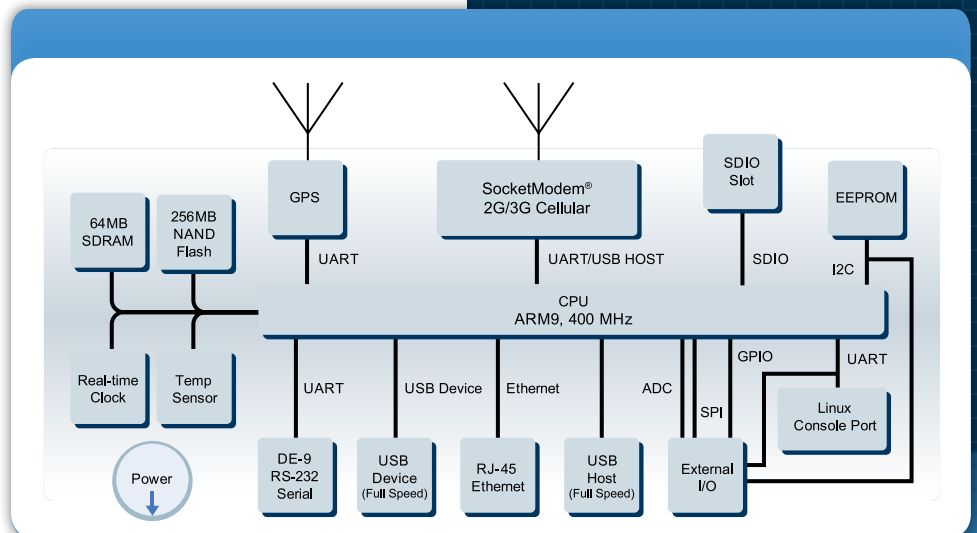 GPS
SocketModem®
2G/3G Cellular
SDIO
Slot
EEPROM
64MB
SDRAM
256MB
NAND
Flash
UART
UART/USB HOST
SDIO
I2C
CPU
ARM9, 400 MHz
Real-time
Clock
Temp
Sensor
UART
USB Device
Ethernet
ADC
SPI
GPIO
UART
Linux
Console Port
Power
DE-9
RS-232
Serial
USB
Device
(Full Speed)
RJ-45
Ethernet
USB
Host
(Full Speed)
External
I/O